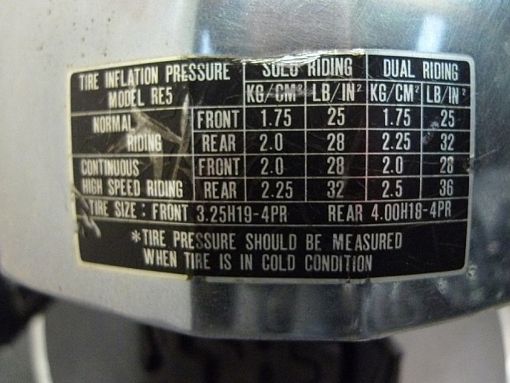 TIRE INFLATION PRESSURE MODEL RE5 SOLO RIDING DUAL RIDING
KG/CM² LB/IN² KG/CM² LB/IN²
NORMAL RIDING FRONT 1.75 25 1.75 25
REAR 2.0 28 2.25 32
CONTINUOUS HIGH SPEED RIDING FRONT 2.0 28 2.0 28
REAR 2.25 32 2.5 36
TIRE SIZE : FRONT 3.25H19-4PR REAR 4.00H18-4PR
*TIRE PRESSURE SHOULD BE MEASURED
WHEN TIRE IS IN COLD CONDITION